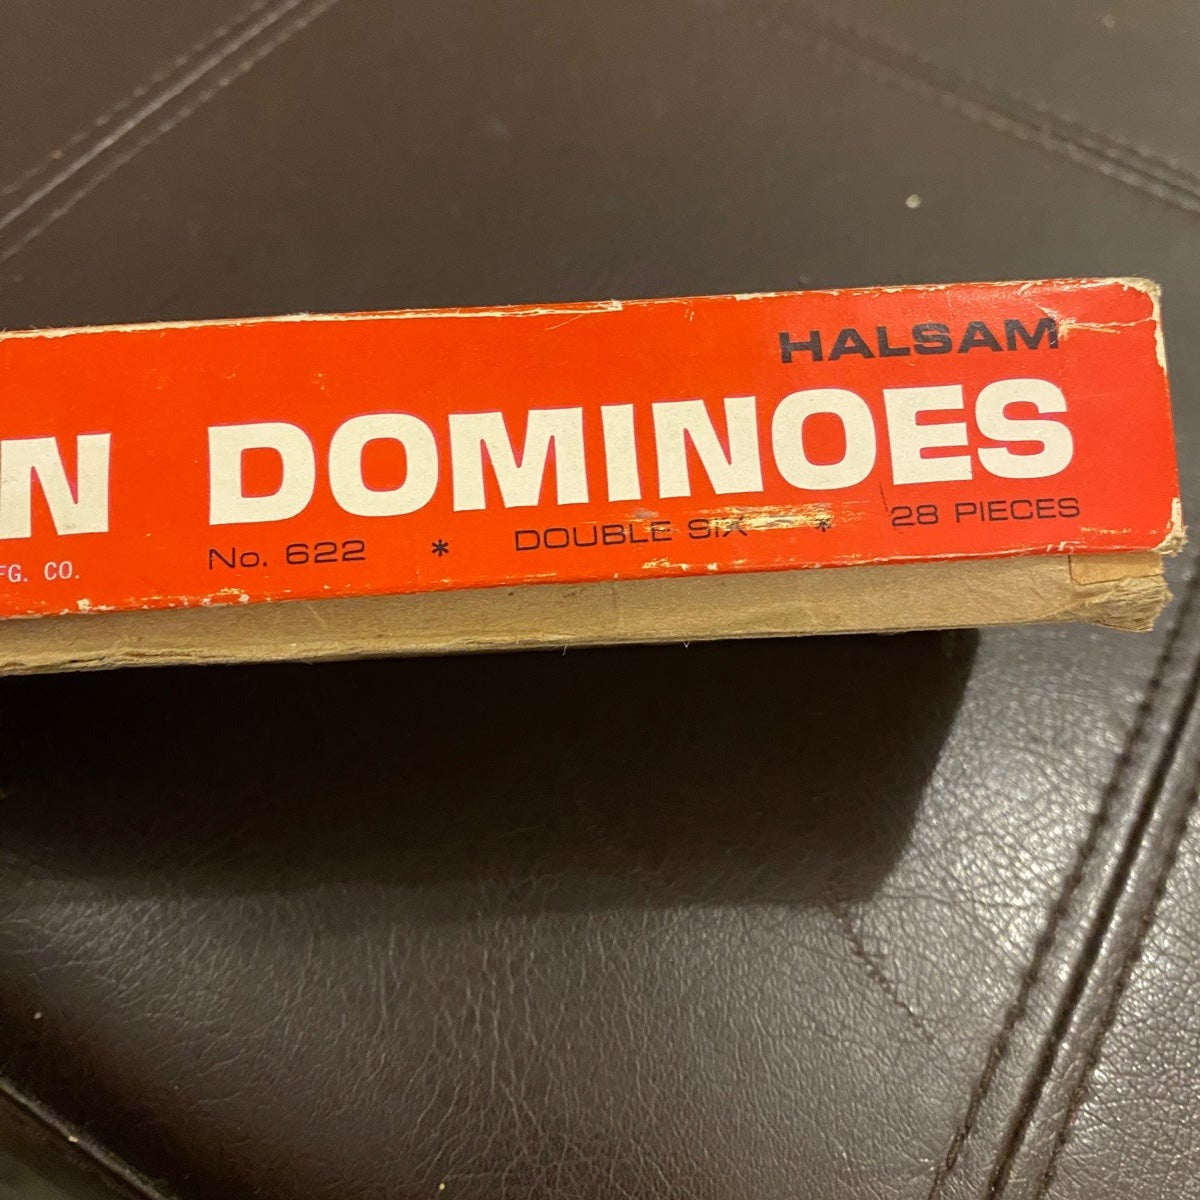 HALSAM
N DOMINOES
FG. CO. No. 622 * DOUBLE SIX * 28 PIECES